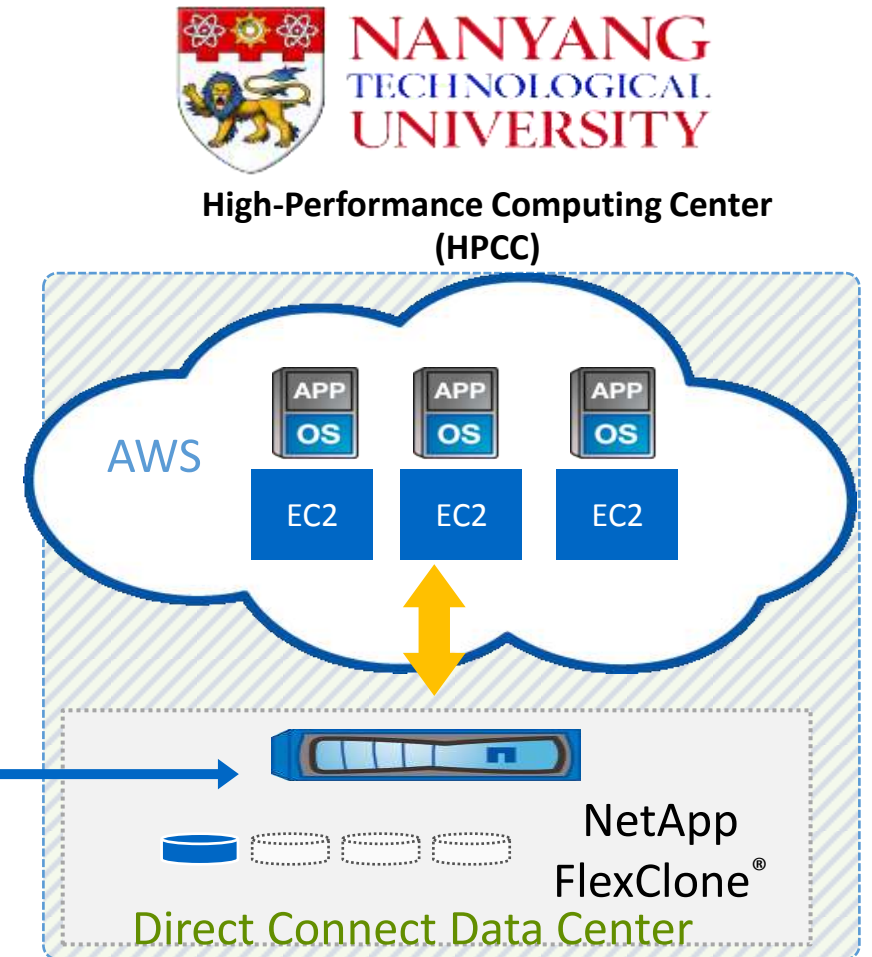 NANYANG
TECHNOLOGICAL
UNIVERSITY
High-Performance Computing Center
(HPCC)
APP APP APP
OS OS OS
AWS
EC2 EC2 EC2
NetApp
FlexClone®
Direct Connect Data Center